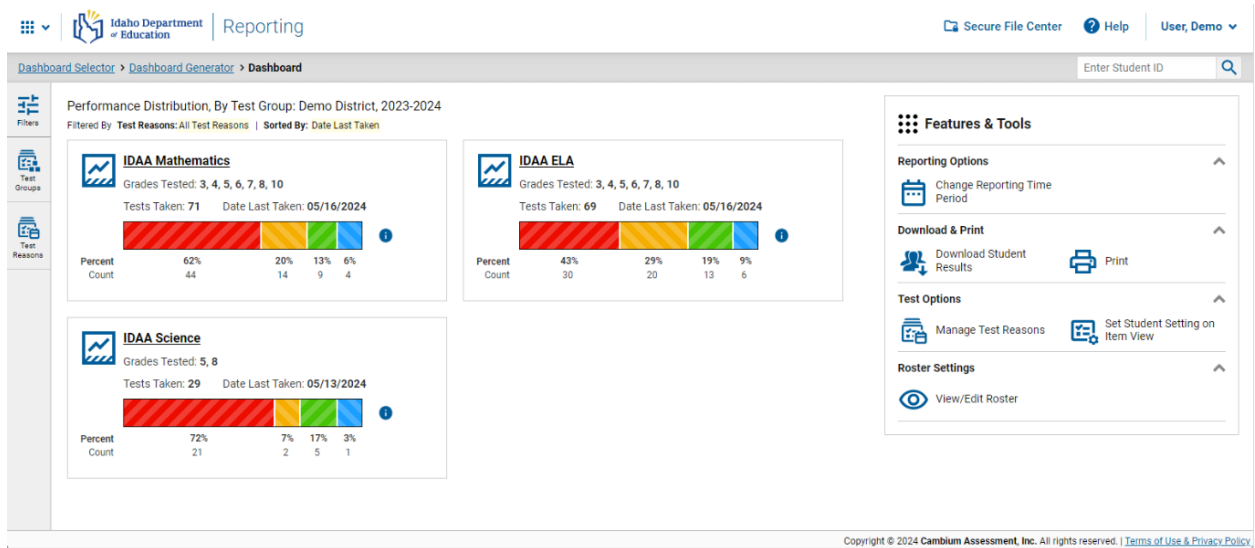 Idaho Department
of Education
Reporting
Secure File Center
Help
User, Demo
Dashboard Selector > Dashboard Generator > Dashboard
Enter Student ID
Filters
Test
Groups
Test
Reasons
Performance Distribution, By Test Group: Demo District, 2023-2024
Filtered By Test Reasons: All Test Reasons | Sorted By: Date Last Taken
IDAA Mathematics
Grades Tested: 3, 4, 5, 6, 7, 8, 10
Tests Taken: 71 Date Last Taken: 05/16/2024
Percent 62% 20% 13% 6%
Count 44 14 9 4
IDAA ELA
Grades Tested: 3, 4, 5, 6, 7, 8, 10
Tests Taken: 69 Date Last Taken: 05/16/2024
Percent 43% 29% 19% 9%
Count 30 20 13 6
IDAA Science
Grades Tested: 5, 8
Tests Taken: 29 Date Last Taken: 05/13/2024
Percent 72% 7% 17% 3%
Count 21 2 5 1
Features & Tools
Reporting Options
Change Reporting Time
Period
Download & Print
Download Student
Results
Print
Test Options
Manage Test Reasons
Set Student Setting on
Item View
Roster Settings
View/Edit Roster
Copyright © 2024 Cambium Assessment, Inc. All rights reserved. | Terms of Use & Privacy Policy